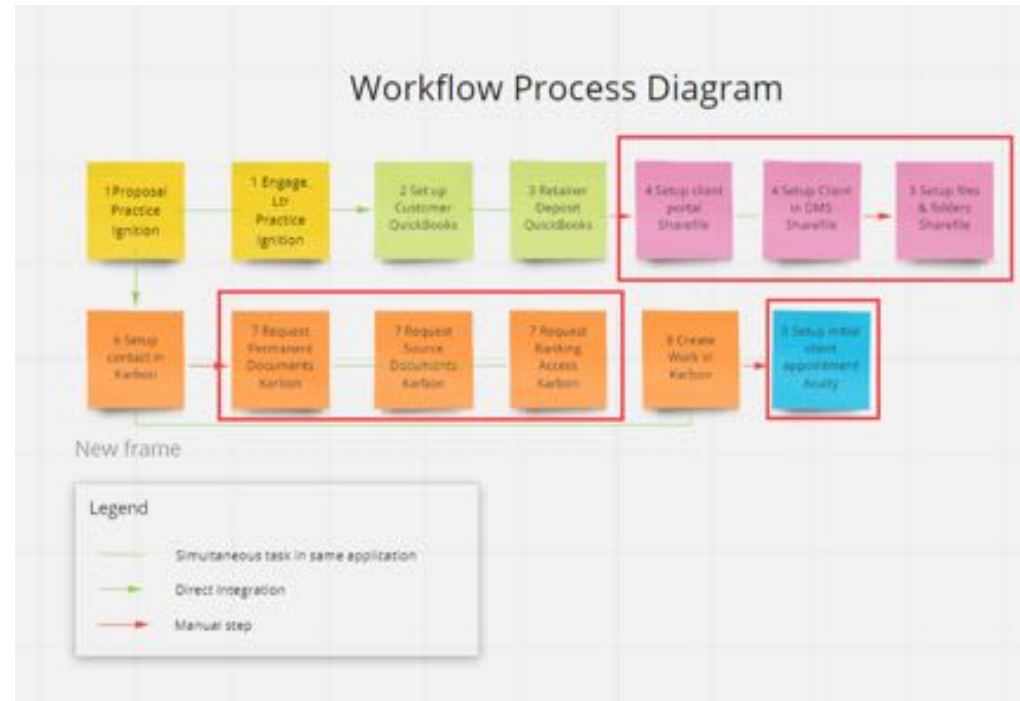 Workflow Process Diagram
1Proposal
Practice
Ignition
1 Engage.
Ltr
Practice
Ignition
2 Set up
Customer
QuickBooks
3 Retainer
Deposit
QuickBooks
4 Setup client
portal
Sharefile
4 Setup Client
in DMS
Sharefile
5 Setup files
& folders
Sharefile
6 Setup
contact in
Karbon
7 Request
Permanent
Documents
Karbon
7 Request
Source
Documents
Karbon
7 Request
Banking
Access
Karbon
8 Create
Work in
Karbon
Setup initial
client
appointment
Acuity
New frame
Legend
Simultaneous task in same application
Direct integration
Manual step